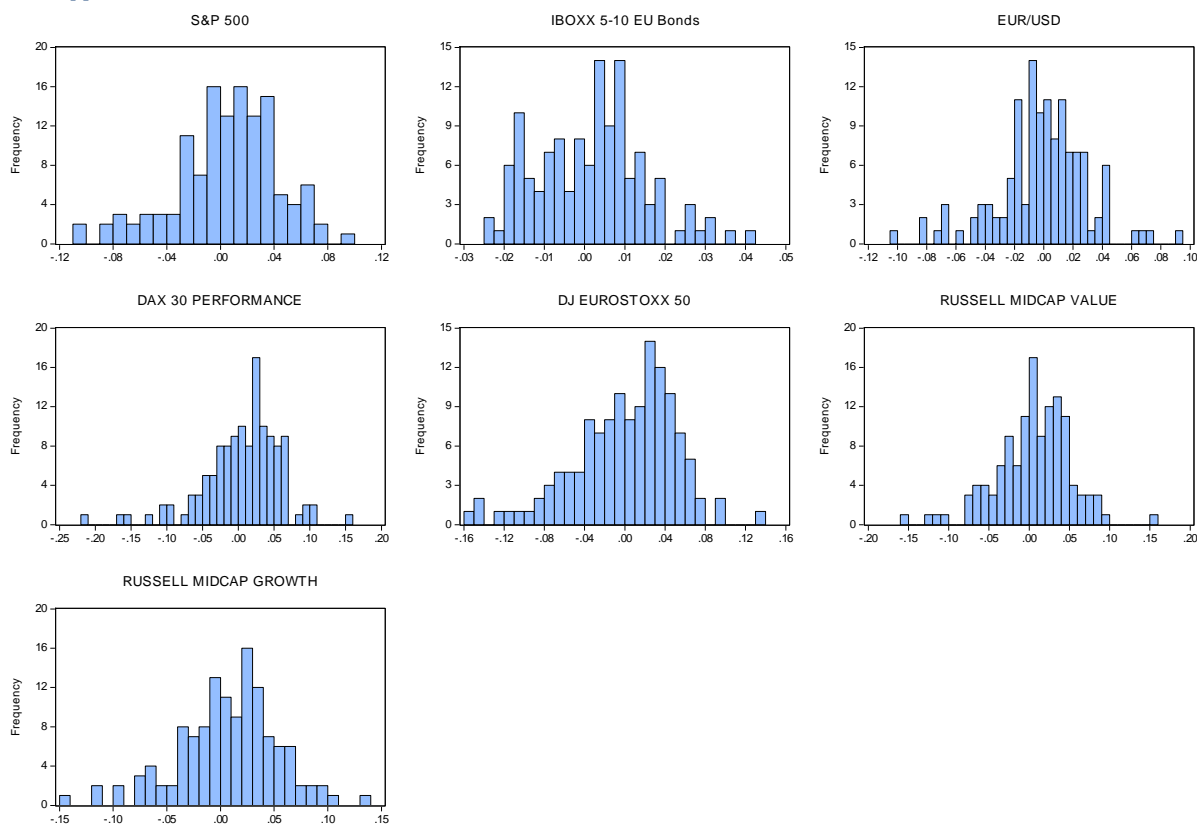 S&P 500
20
16
12
8
4
0
Frequency
-.12 -.08 -.04 .00 .04 .08 .12
IBOXX 5-10 EU Bonds
15
12
9
6
3
0
Frequency
-.03 -.02 -.01 .00 .01 .02 .03 .04 .05
EUR/USD
15
12
9
6
3
0
Frequency
-.12 -.10 -.08 -.06 -.04 -.02 .00 .02 .04 .06 .08 .10
DAX 30 PERFORMANCE
20
16
12
8
4
0
Frequency
-.25 -.20 -.15 -.10 -.05 .00 .05 .10 .15 .20
DJ EUROSTOXX 50
15
12
9
6
3
0
Frequency
-.16 -.12 -.08 -.04 .00 .04 .08 .12 .16
RUSSELL MIDCAP VALUE
20
16
12
8
4
0
Frequency
-.20 -.15 -.10 -.05 .00 .05 .10 .15 .20
RUSSELL MIDCAP GROWTH
20
16
12
8
4
0
Frequency
-.15 -.10 -.05 .00 .05 .10 .15